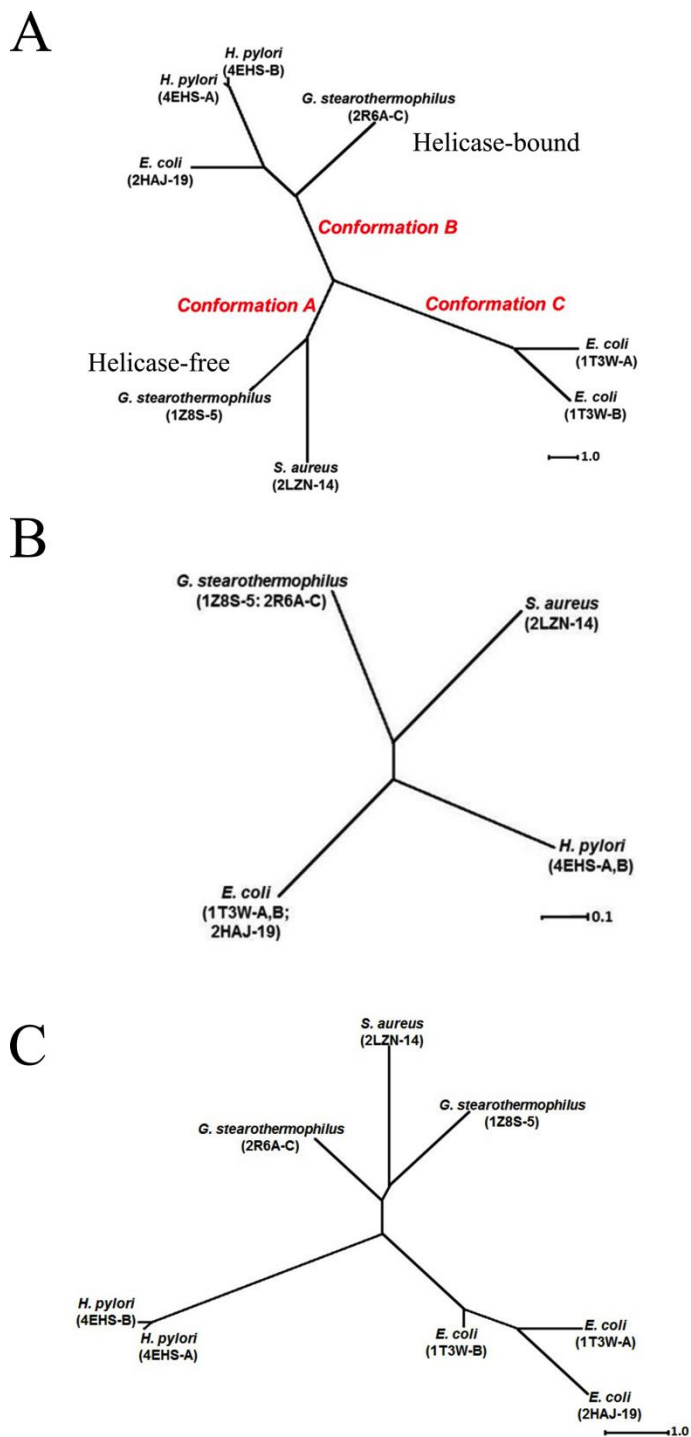 A
H. pylori
(4EHS-B)
H. pylori
(4EHS-A)
G. stearothermophilus
(2R6A-C)
Helicase-bound
E. coli
(2HAJ-19)
Conformation B
Conformation A
Conformation C
E. coli
(1T3W-A)
Helicase-free
G. stearothermophilus
(1Z8S-5)
E. coli
(1T3W-B)
1.0
S. aureus
(2LZN-14)
B
G. stearothermophilus
(1Z8S-5: 2R6A-C)
S. aureus
(2LZN-14)
H. pylori
(4EHS-A,B)
E. coli
(1T3W-A,B;
2HAJ-19)
0.1
C
S. aureus
(2LZN-14)
G. stearothermophilus
(1Z8S-5)
G. stearothermophilus
(2R6A-C)
H. pylori
(4EHS-B)
H. pylori
(4EHS-A)
E. coli
(1T3W-B)
E. coli
(1T3W-A)
E. coli
(2HAJ-19)
1.0